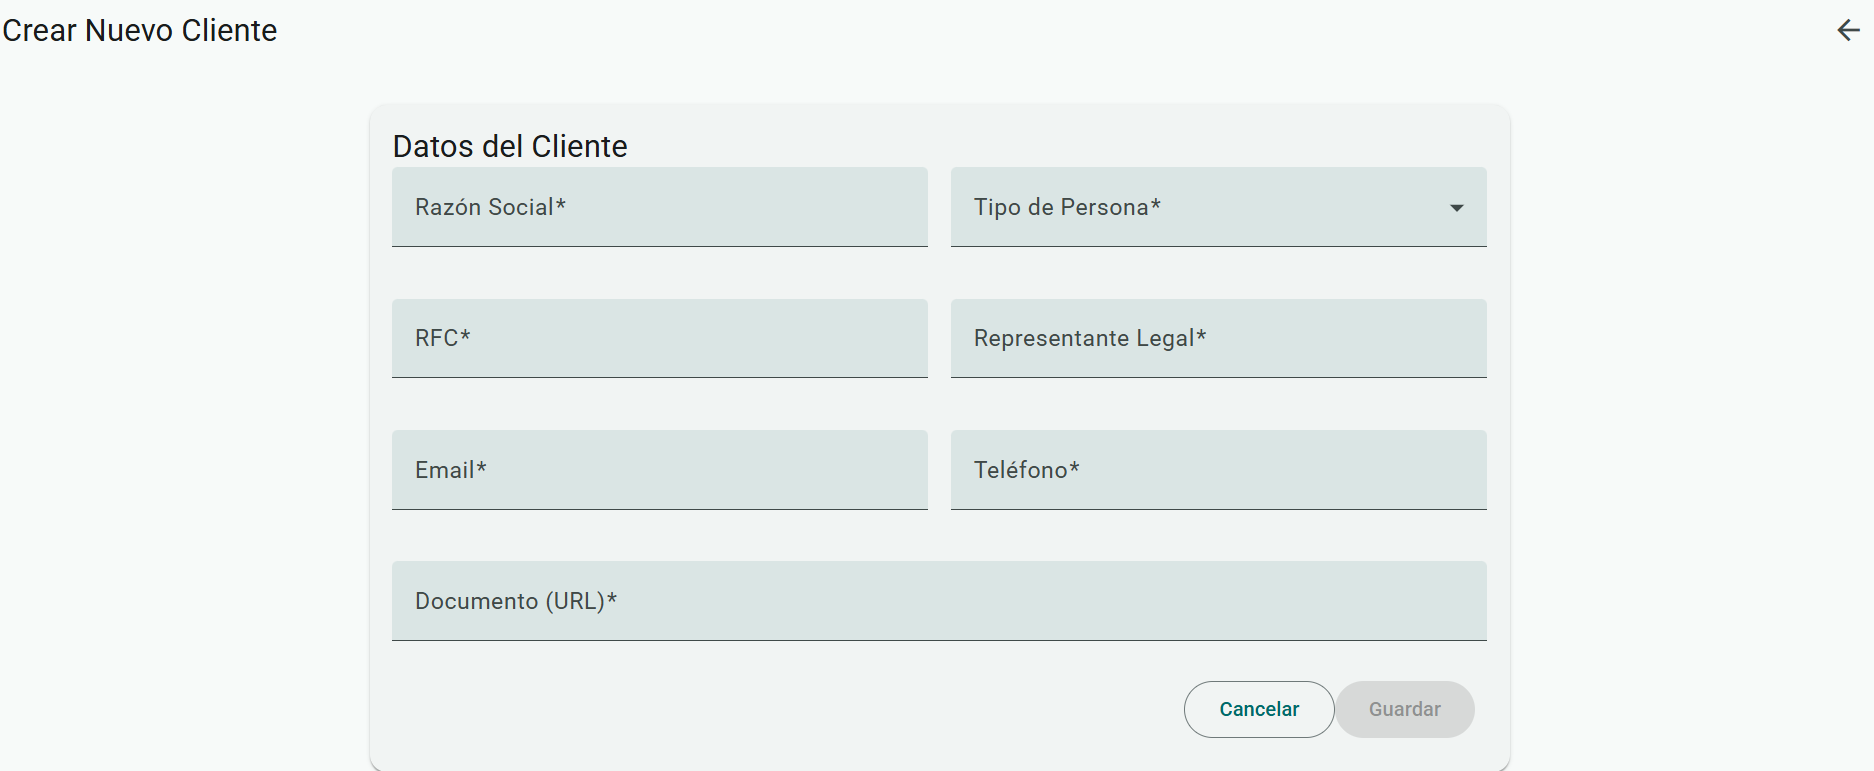 Crear Nuevo Cliente
Datos del Cliente
Razón Social*
Tipo de Persona*
RFC*
Representante Legal*
Email*
Teléfono*
Documento (URL)*
Cancelar
Guardar